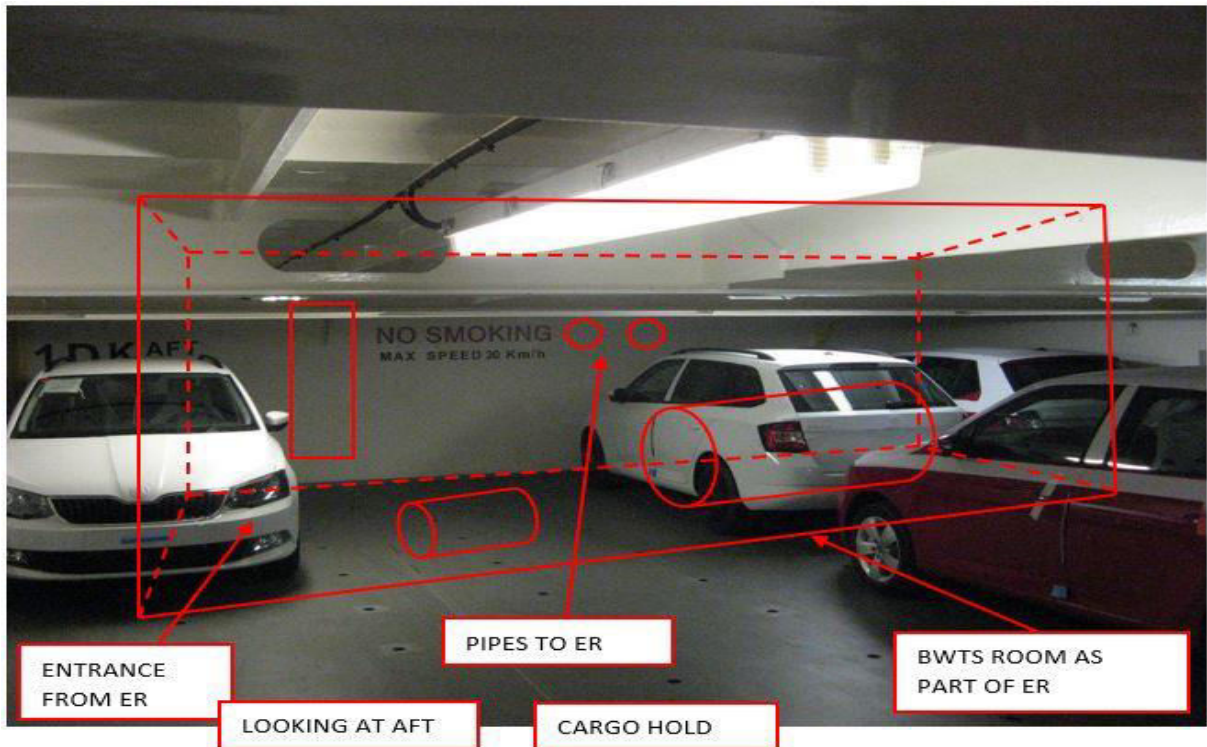 1 D K AFT
NO SMOKING
MAX SPEED 30 Km/h
ENTRANCE
FROM ER
LOOKING AT AFT
PIPES TO ER
CARGO HOLD
BWTS ROOM AS
PART OF ER